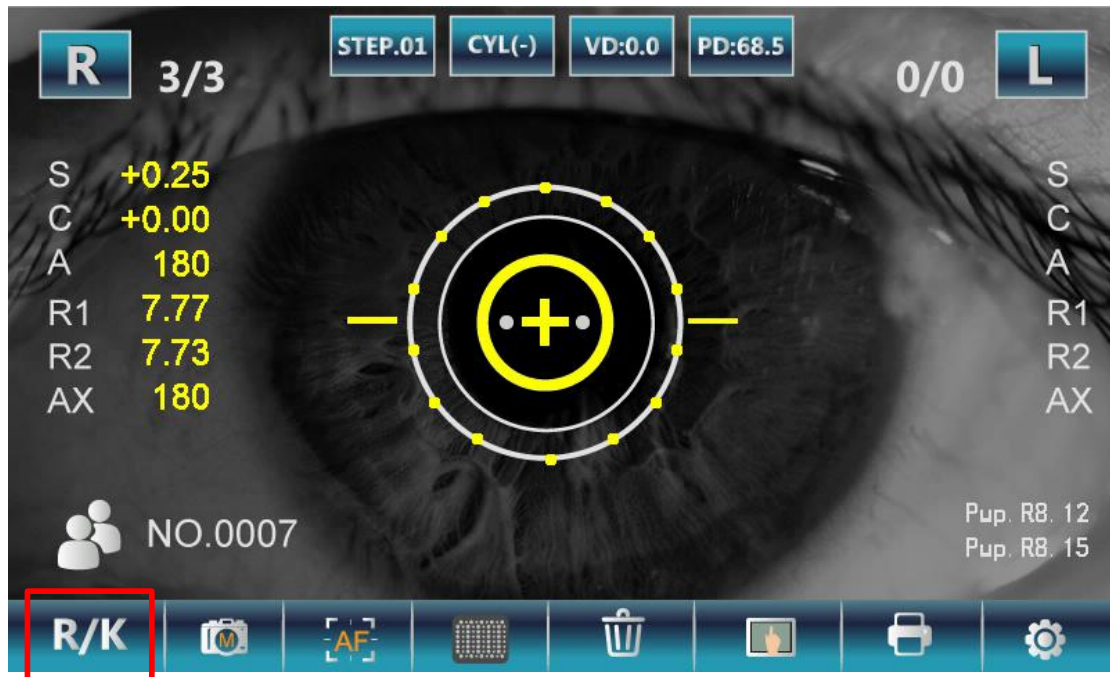 R 3/3 STEP.01 CYL(-) VD:0.0 PD:68.5 0/0 L
S +0.25 S
C +0.00 C
A 180 A
R1 7.77 R1
R2 7.73 R2
AX 180 AX
Pup. R8. 12
NO.0007
Pup. R8. 15
R/K M AF